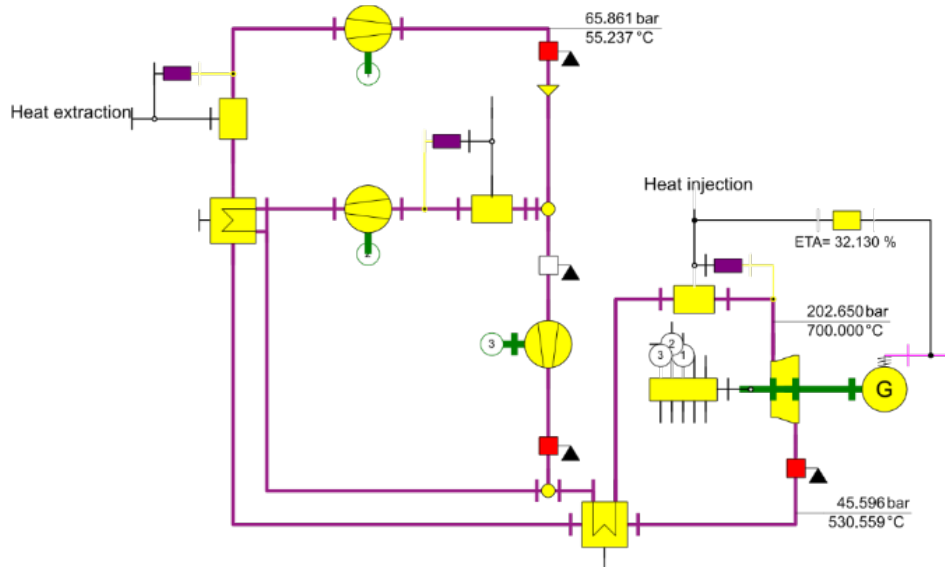 65.861 bar
55.237 °C
Heat extraction
Heat injection
ETA= 32.130 %
202.650 bar
700.000 °C
3
2
3
1
G
45.596 bar
530.559 °C